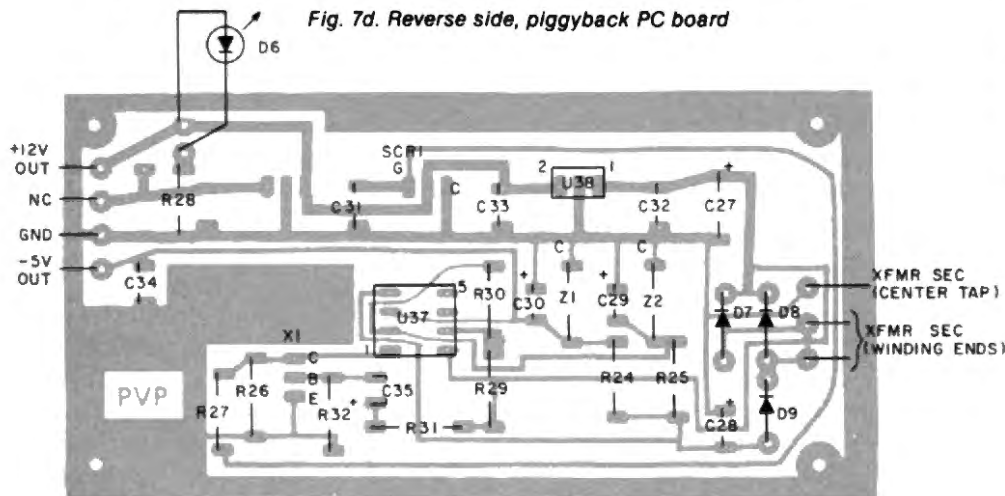 Fig. 7d. Reverse side, piggyback PC board
D6
+12V
OUT
SCR1
G
2
1
U38
+
NC
R28
C31
C
C33
C32
C27
GND
-5V
OUT
C
C
C34
5
R30
+
C30
Z1
+
C29
Z2
XFMR SEC
(CENTER TAP)
U37
D7
D8
XFMR SEC
(WINDING ENDS)
X1
1
C
B
E
R27
R26
R32
C35
+
R29
R24
R25
PVP
R31
+
C28
D9